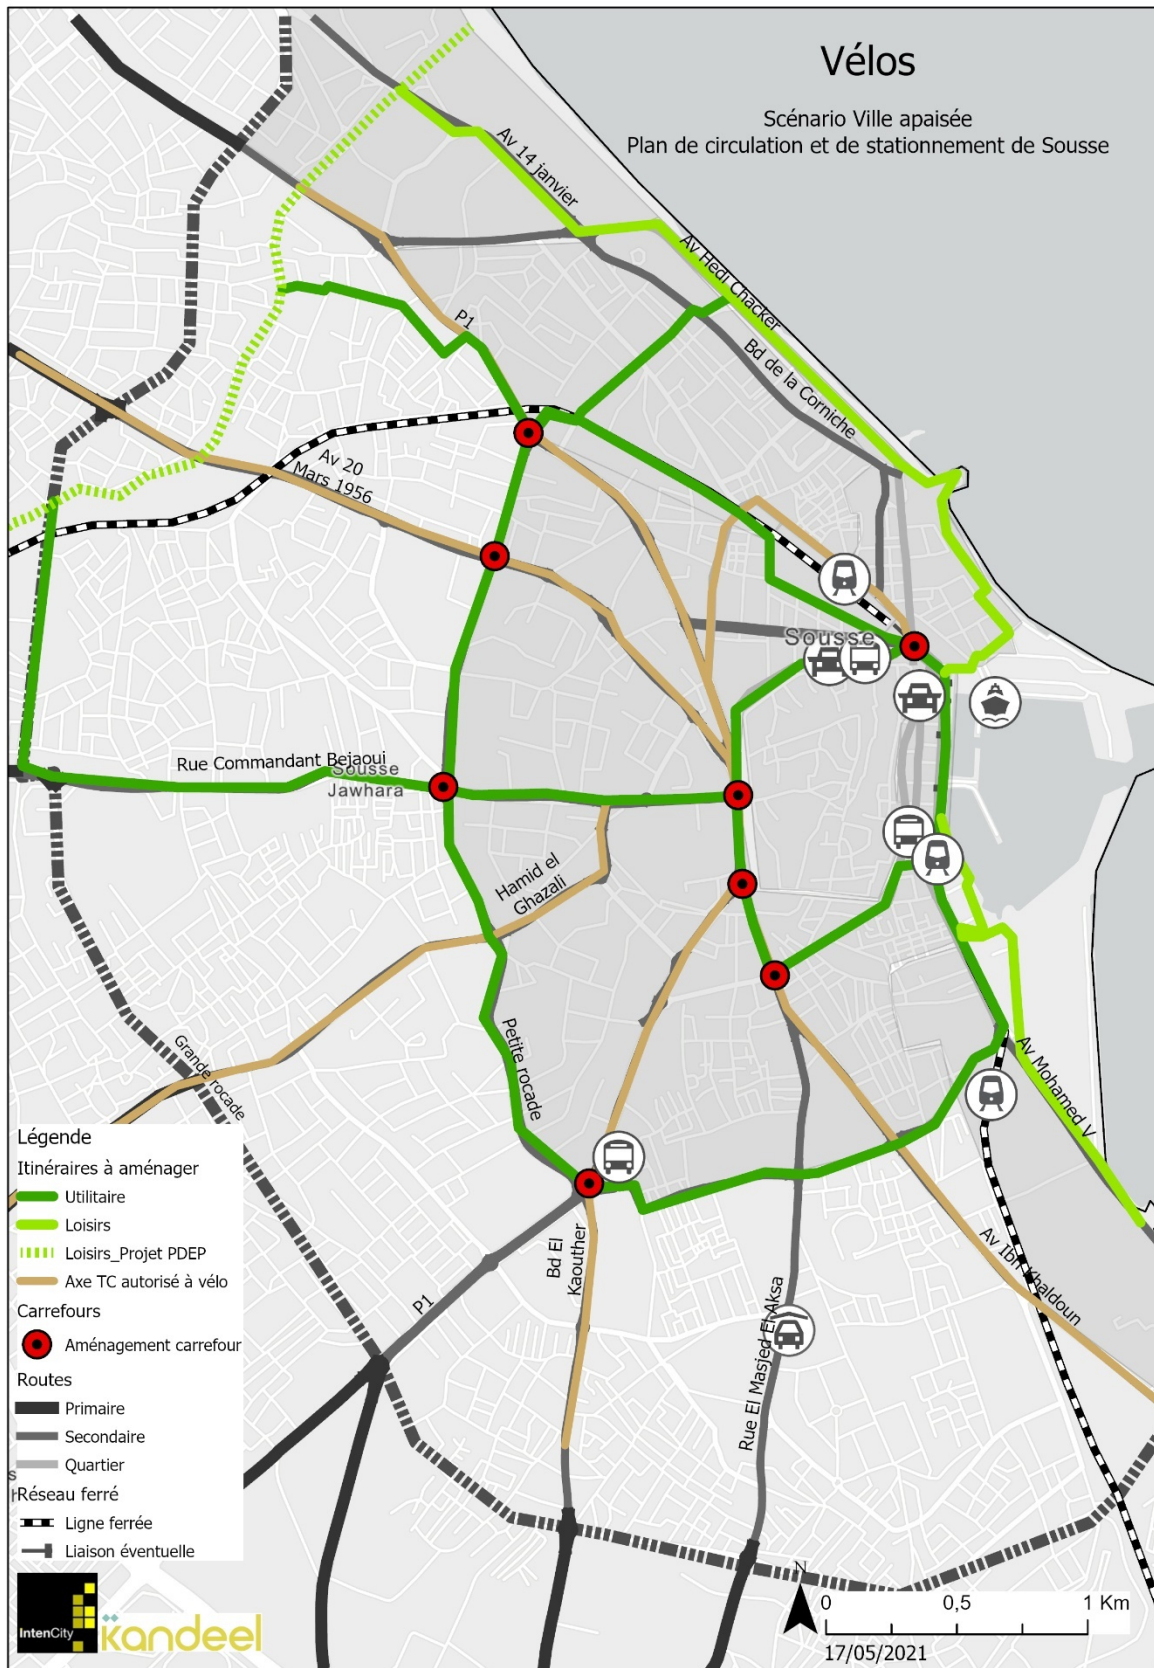 Vélos
Scénario Ville apaisée
Plan de circulation et de stationnement de Sousse
Av 14 janvier
Av Hedi Chacker
P1
Bd de la Corniche
Av 20
Mars 1956
Sousse
Rue Commandant Bejaoui
Sousse
Jawhara
Hamid el
Ghazali
Petite rocade
Grande rocade
Av Mohamed V
Bd El
Kaouther
P1
Av Ibn Khaldoun
Rue El Masjed El Aksa
Légende
Itinéraires à aménager
Utilitaire
Loisirs
Loisirs_Projet PDEP
Axe TC autorisé à vélo
Carrefours
Aménagement carrefour
Routes
Primaire
Secondaire
Quartier
Réseau ferré
Ligne ferrée
Liaison éventuelle
IntenCity
Kandeel
N
0 0,5 1 Km
17/05/2021